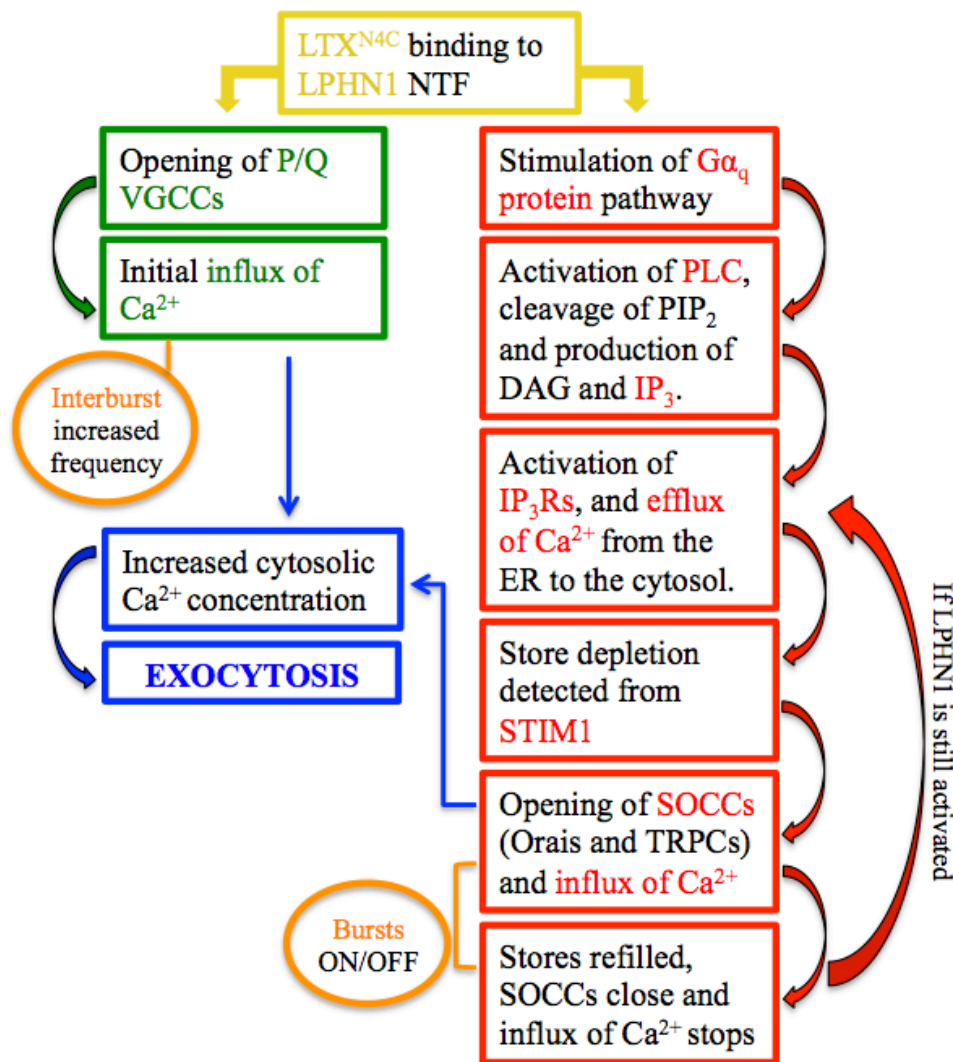 LTXᴺ⁴ᶜ binding to
LPHN1 NTF
Opening of P/Q
VGCCs
Initial influx of
Ca²⁺
Interburst
increased
frequency
Increased cytosolic
Ca²⁺ concentration
EXOCYTOSIS
Stimulation of Gα_q
protein pathway
Activation of PLC,
cleavage of PIP₂
and production of
DAG and IP₃.
Activation of
IP₃Rs, and efflux
of Ca²⁺ from the
ER to the cytosol.
Store depletion
detected from
STIM1
Opening of SOCCs
(Orais and TRPCs)
and influx of Ca²⁺
Bursts
ON/OFF
Stores refilled,
SOCCs close and
influx of Ca²⁺ stops
If LPHN1 is still activated